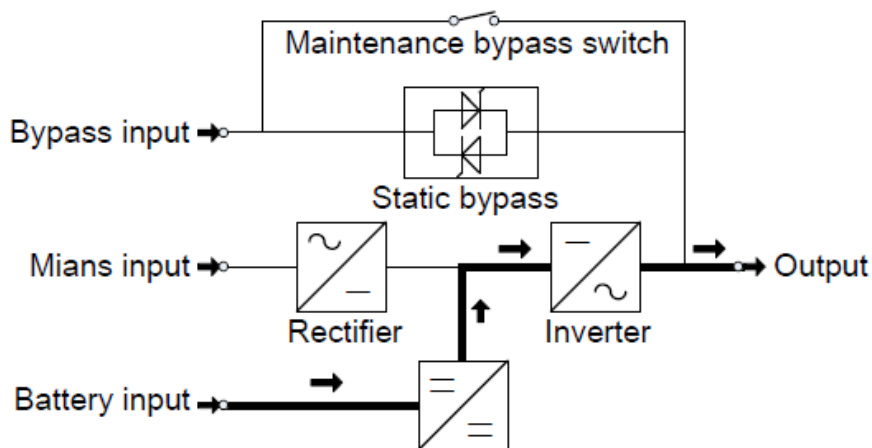 Maintenance bypass switch
Bypass input
Static bypass
Mians input
Output
Rectifier
Inverter
Battery input